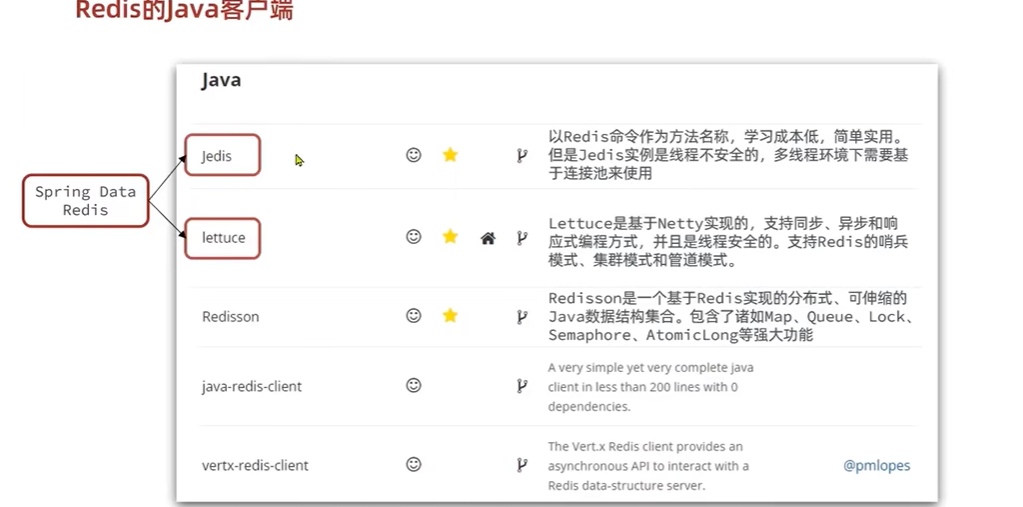 Redis的Java客户端
Java
Spring Data
Redis
Jedis
以Redis命令作为方法名称，学习成本低，简单实用。
但是Jedis实例是线程不安全的，多线程环境下需要基
于连接池来使用
lettuce
Lettuce是基于Netty实现的，支持同步、异步和响
应式编程方式，并且是线程安全的。支持Redis的哨兵
模式、集群模式和管道模式。
Redisson
Redisson是一个基于Redis实现的分布式、可伸缩的
Java数据结构集合。包含了诸如Map、Queue、Lock、
Semaphore、AtomicLong等强大功能
java-redis-client
A very simple yet very complete java
client in less than 200 lines with 0
dependencies.
vertx-redis-client
The Vert.x Redis client provides an
asynchronous API to interact with a
Redis data-structure server.
@pmlopes